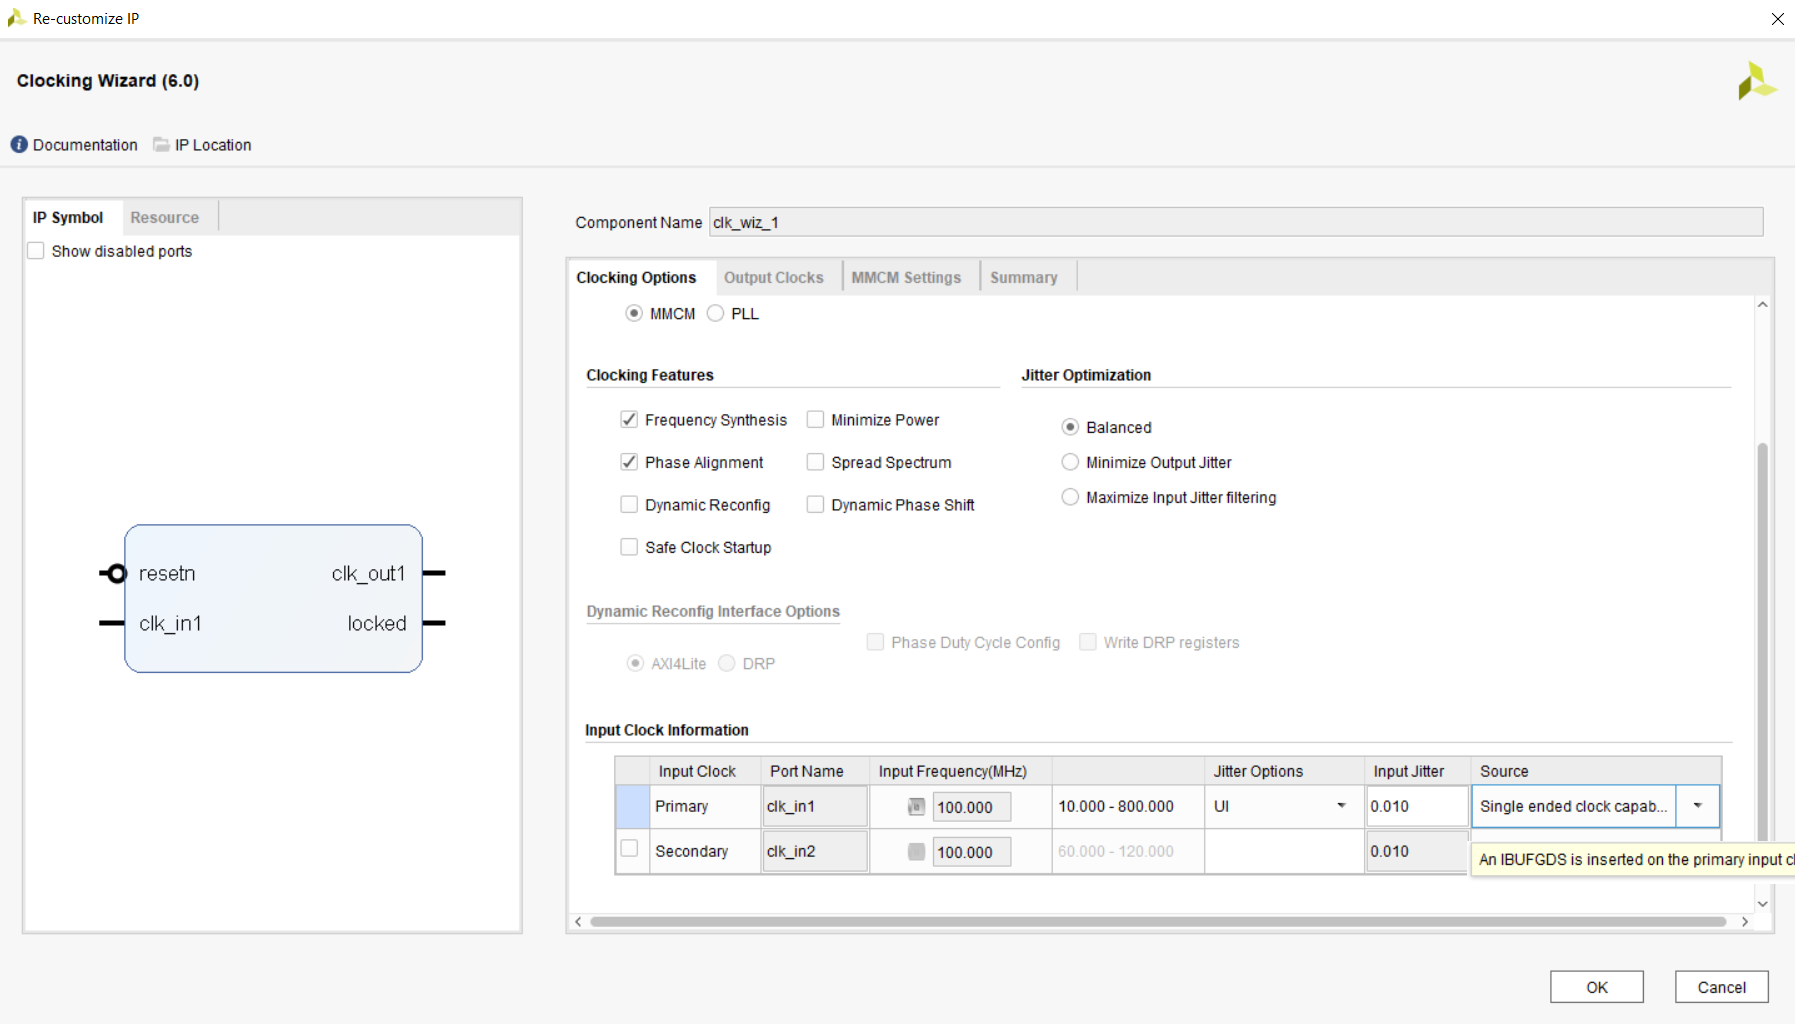 Re-customize IP
Clocking Wizard (6.0)
Documentation IP Location
IP Symbol Resource
Show disabled ports
resetn clk_out1
clk_in1 locked
Component Name clk_wiz_1
Clocking Options Output Clocks MMCM Settings Summary
MMCM PLL
Clocking Features Jitter Optimization
Frequency Synthesis Minimize Power
Balanced
Phase Alignment Spread Spectrum Minimize Output Jitter
Dynamic Reconfig Dynamic Phase Shift Maximize Input Jitter filtering
Safe Clock Startup
Dynamic Reconfig Interface Options
Phase Duty Cycle Config Write DRP registers
AXI4Lite DRP
Input Clock Information
Input Clock Port Name Input Frequency(MHz) Jitter Options Input Jitter Source
Primary clk_in1 100.000 10.000 - 800.000 UI 0.010 Single ended clock capab...
Secondary clk_in2 100.000 60.000 - 120.000 0.010
An IBUFGDS is inserted on the primary input
OK Cancel